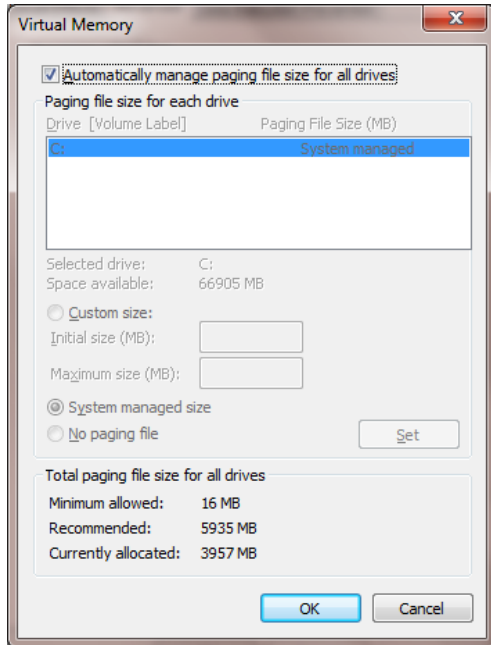 Virtual Memory
Automatically manage paging file size for all drives
Paging file size for each drive
Drive [Volume Label] Paging File Size (MB)
C: System managed
Selected drive: C:
Space available: 66905 MB
Custom size:
Initial size (MB):
Maximum size (MB):
System managed size
No paging file Set
Total paging file size for all drives
Minimum allowed: 16 MB
Recommended: 5935 MB
Currently allocated: 3957 MB
OK Cancel